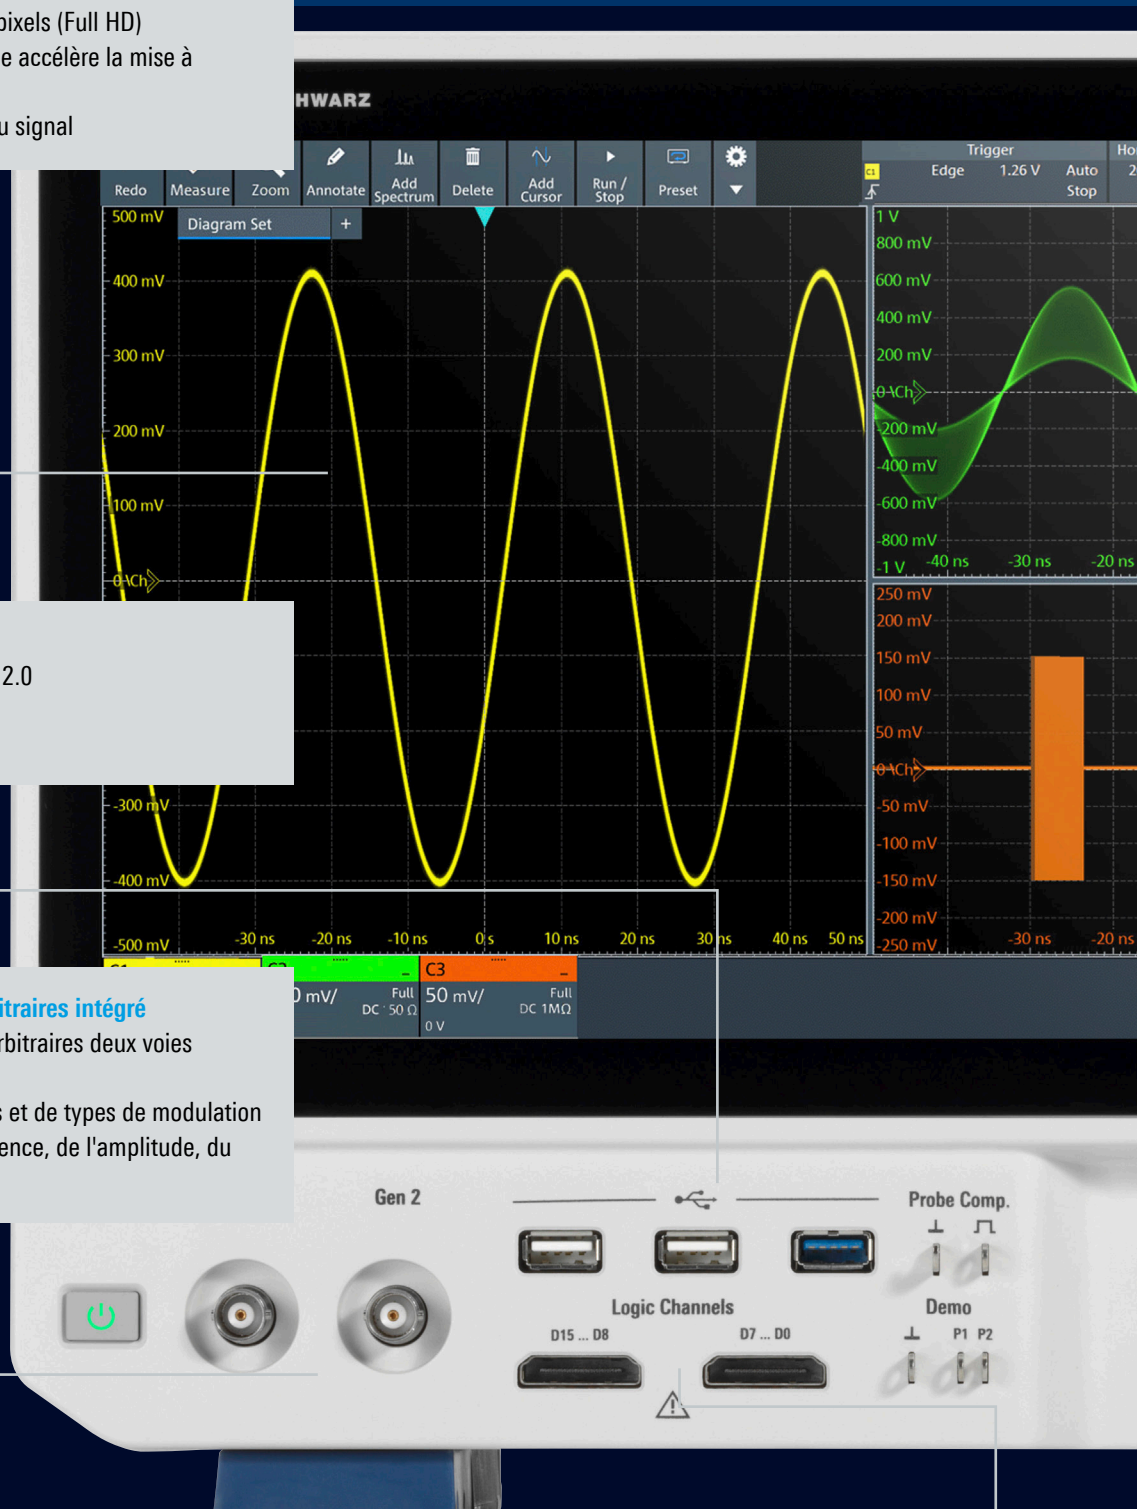 pixels (Full HD)
e accélère la mise à
u signal
HWARZ
Redo Measure Zoom Annotate Add Spectrum Delete Add Cursor Run / Stop Preset
Trigger
Edge 1.26 V Auto
Stop
C1
Diagram Set +
500 mV
400 mV
300 mV
200 mV
100 mV
-300 mV
-400 mV
-500 mV
-30 ns -20 ns -10 ns 0 s 10 ns 20 ns 30 ns 40 ns 50 ns
1 V
800 mV
600 mV
400 mV
200 mV
-200 mV
-400 mV
-600 mV
-800 mV
-1 V
-40 ns -30 ns -20 ns
250 mV
200 mV
150 mV
100 mV
50 mV
-50 mV
-100 mV
-150 mV
-200 mV
-250 mV
-30 ns -20 ns
2.0
C3
mV/ Full
DC 50 Ω
50 mV/ Full
DC 1MΩ
0 V
itraires intégré
rbitraires deux voies
s et de types de modulation
ence, de l'amplitude, du
Gen 2
Probe Comp.
Logic Channels
D15 ... D8
D7 ... D0
Demo
P1 P2